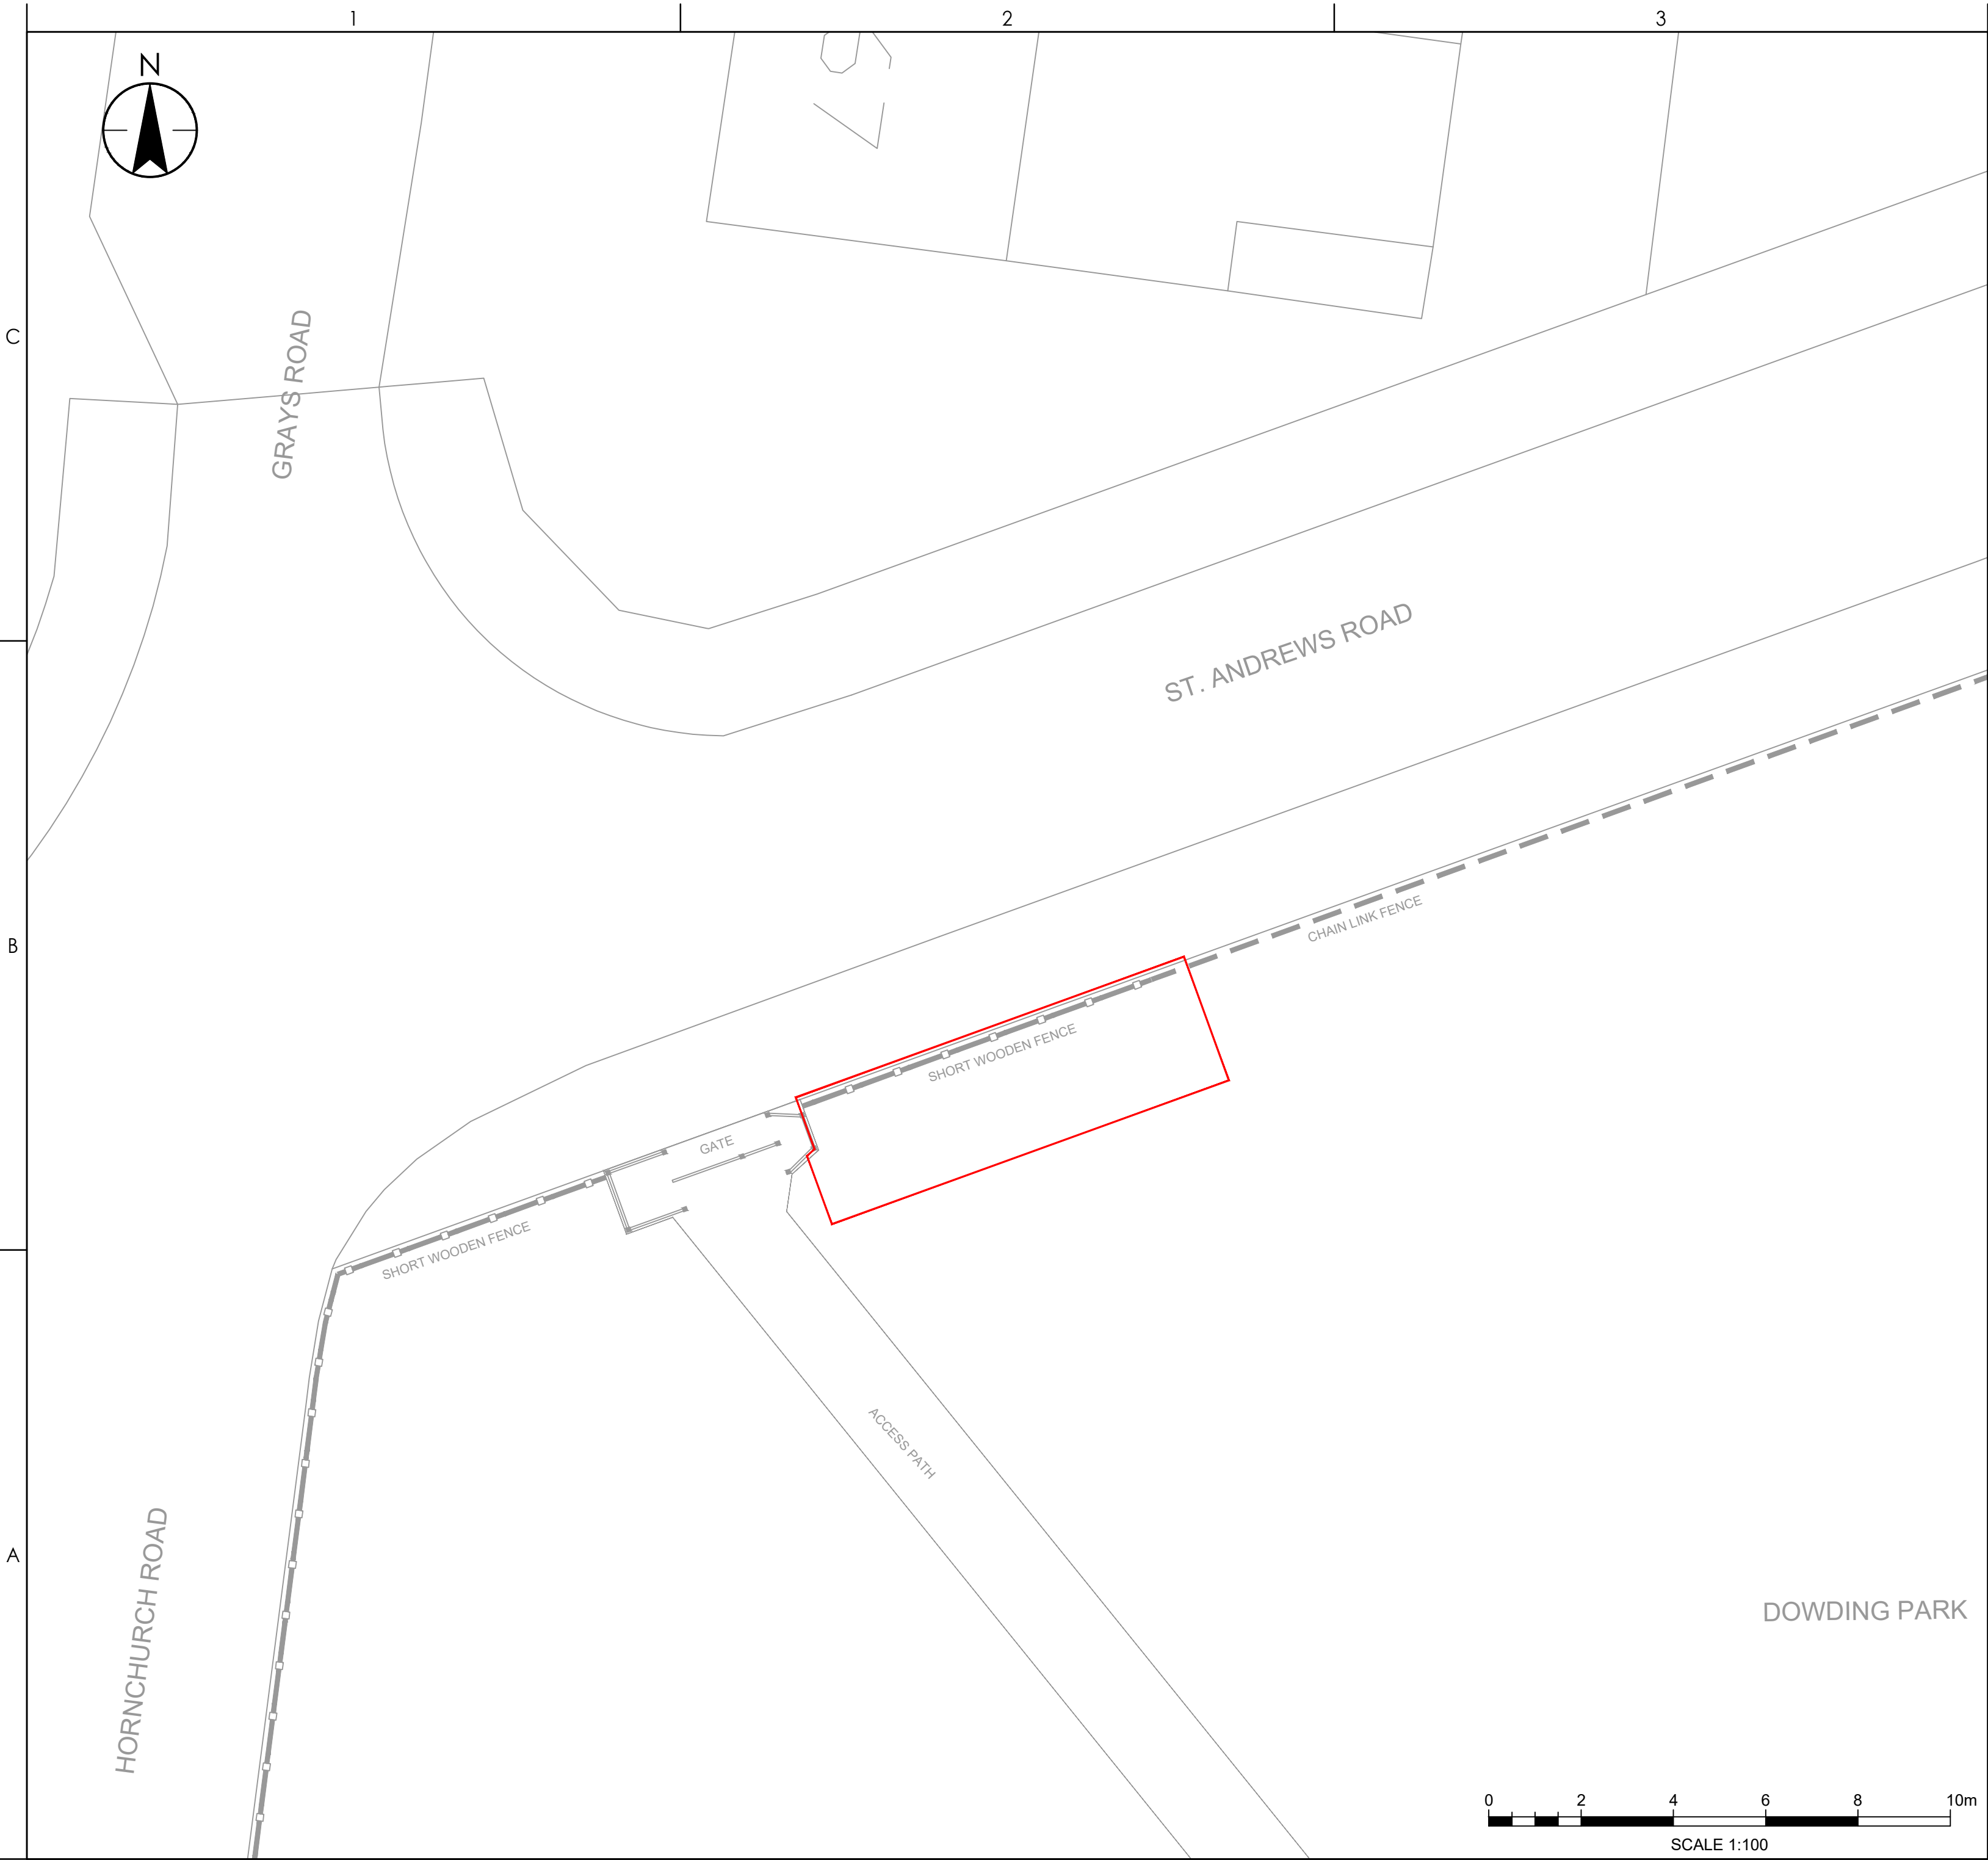 1
2
3
N
C
GRAYS ROAD
ST. ANDREWS ROAD
CHAIN LINK FENCE
B
SHORT WOODEN FENCE
GATE
SHORT WOODEN FENCE
ACCESS PATH
A
HORNCHURCH ROAD
DOWDING PARK
0 2 4 6 8 10m
SCALE 1:100